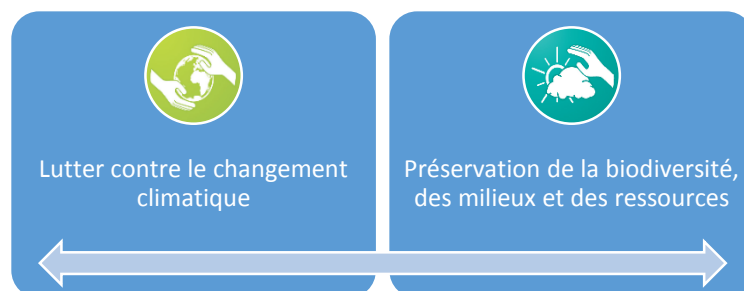 Lutter contre le changement
climatique
Préservation de la biodiversité,
des milieux et des ressources